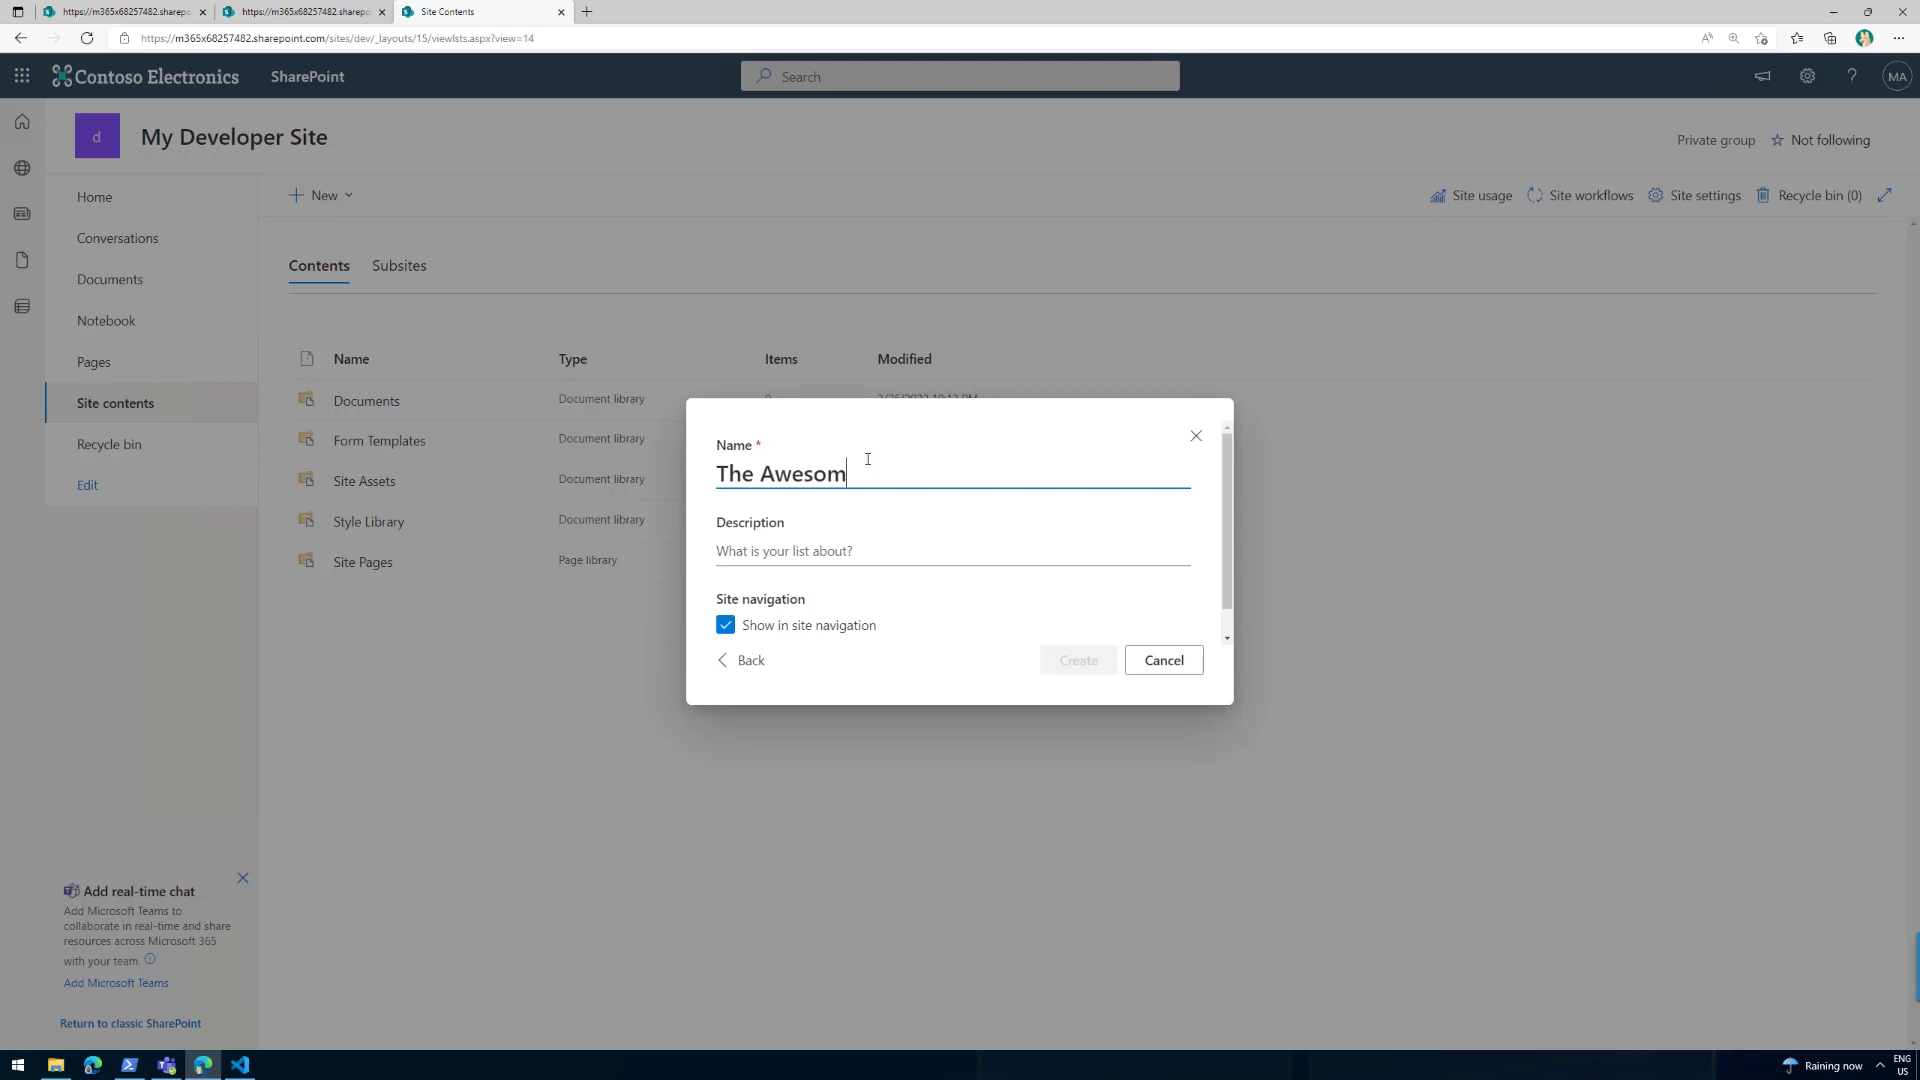 https://m365x68257482.sharepo
https://m365x68257482.sharepo
Site Contents
https://m365x68257482.sharepoint.com/sites/dev/_layouts/15/viewlsts.aspx?view=14
Contoso Electronics
SharePoint
Search
MA
d
My Developer Site
Private group
Not following
Home
Conversations
Documents
Notebook
Pages
Site contents
Recycle bin
Edit
New
Site usage
Site workflows
Site settings
Recycle bin (0)
Contents
Subsites
Name
Type
Items
Modified
Documents
Document library
Form Templates
Document library
Site Assets
Document library
Style Library
Document library
Site Pages
Page library
Name *
The Awesom
Description
What is your list about?
Site navigation
Show in site navigation
Back
Create
Cancel
Add real-time chat
Add Microsoft Teams to
collaborate in real-time and share
resources across Microsoft 365
with your team.
Add Microsoft Teams
Return to classic SharePoint
Raining now
ENG
US